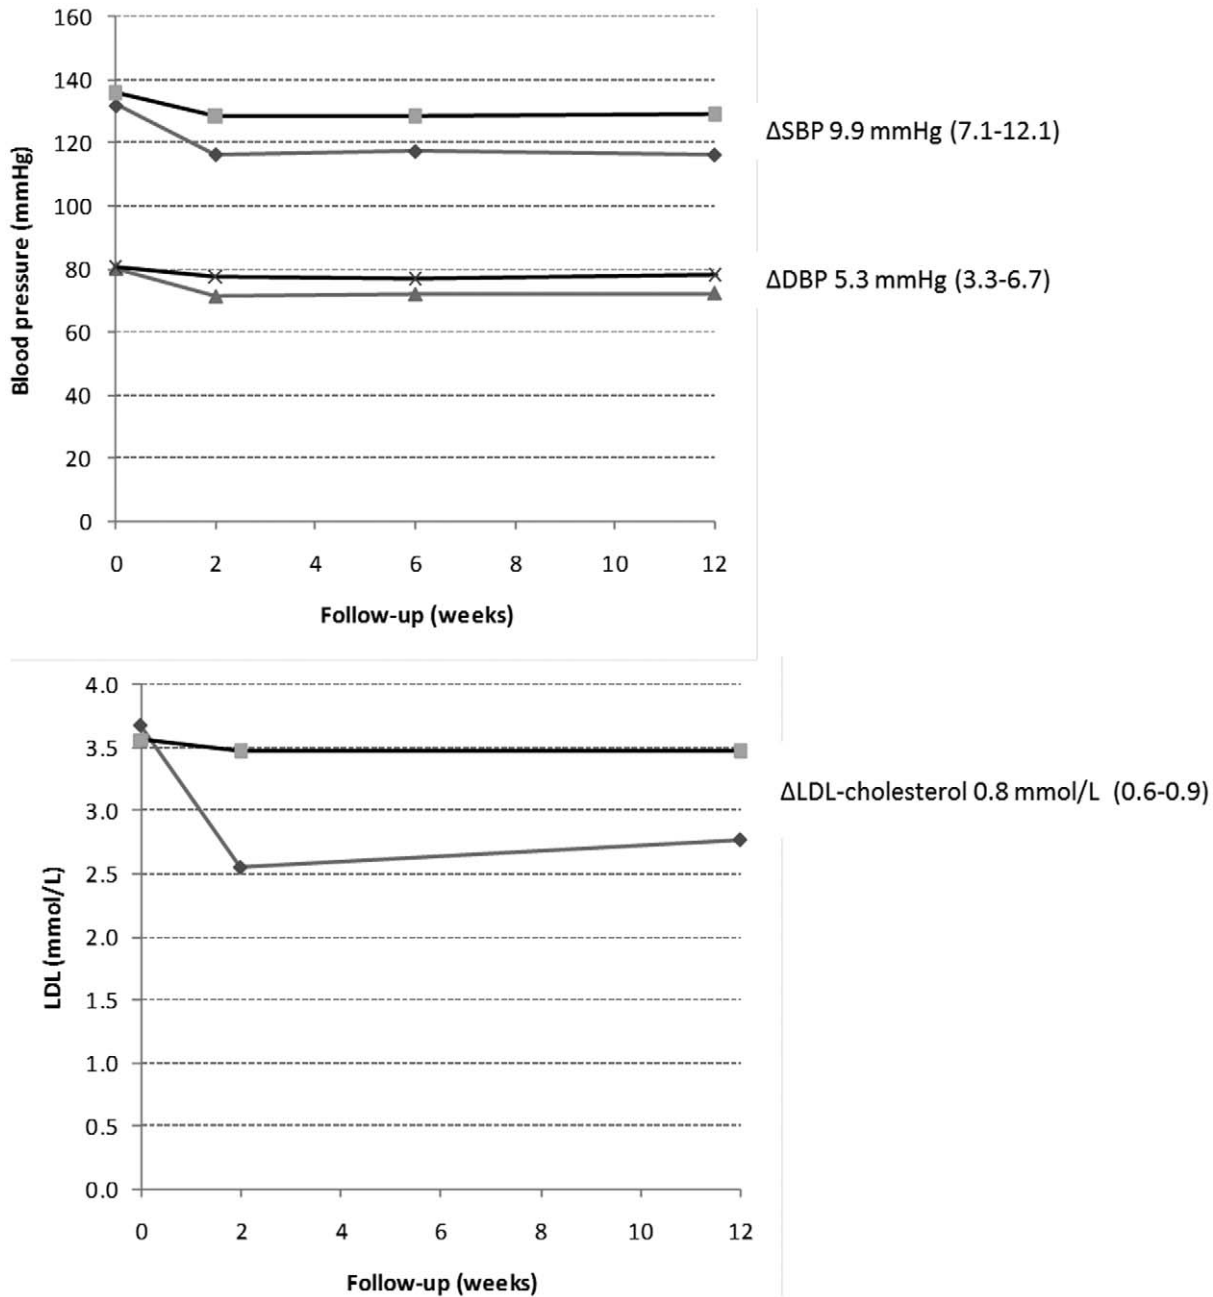 160
140
120
100
80
60
40
20
0
Blood pressure (mmHg)
0 2 4 6 8 10 12
Follow-up (weeks)
ΔSBP 9.9 mmHg (7.1-12.1)
ΔDBP 5.3 mmHg (3.3-6.7)
4.0
3.5
3.0
2.5
2.0
1.5
1.0
0.5
0.0
LDL (mmol/L)
0 2 4 6 8 10 12
Follow-up (weeks)
ΔLDL-cholesterol 0.8 mmol/L (0.6-0.9)